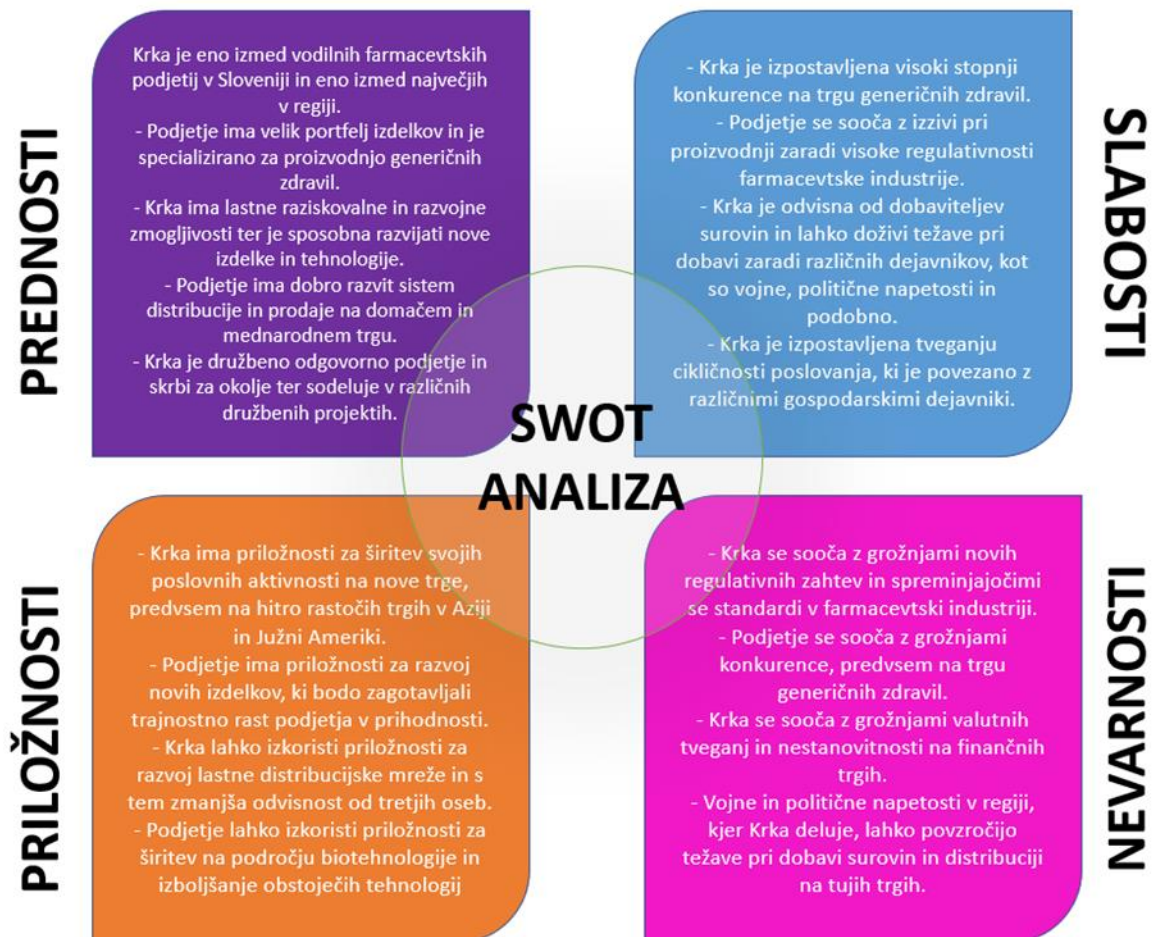 PREDNOSTI
Krka je eno izmed vodilnih farmacevtskih
podjetij v Sloveniji in eno izmed največjih
v regiji.
- Podjetje ima velik portfelj izdelkov in je
specializirano za proizvodnjo generičnih
zdravil.
- Krka ima lastne raziskovalne in razvojne
zmogljivosti ter je sposobna razvijati nove
izdelke in tehnologije.
- Podjetje ima dobro razvit sistem
distribucije in prodaje na domačem in
mednarodnem trgu.
- Krka je družbeno odgovorno podjetje in
skrbi za okolje ter sodeluje v različnih
družbenih projektih.
SLABOSTI
- Krka je izpostavljena visoki stopnji
konkurence na trgu generičnih zdravil.
- Podjetje se sooča z izzivi pri
proizvodnji zaradi visoke regulativnosti
farmacevtske industrije.
- Krka je odvisna od dobaviteljev
surovin in lahko doživi težave pri
dobavi zaradi različnih dejavnikov, kot
so vojne, politične napetosti in
podobno.
- Krka je izpostavljena tveganju
cikličnosti poslovanja, ki je povezano z
različnimi gospodarskimi dejavniki.
SWOT
ANALIZA
PRILOŽNOSTI
- Krka ima priložnosti za širitev svojih
poslovnih aktivnosti na nove trge,
predvsem na hitro rastočih trgih v Aziji
in Južni Ameriki.
- Podjetje ima priložnosti za razvoj
novih izdelkov, ki bodo zagotavljali
trajnostno rast podjetja v prihodnosti.
- Krka lahko izkoristi priložnosti za
razvoj lastne distribucijske mreže in s
tem zmanjša odvisnost od tretjih oseb.
- Podjetje lahko izkoristi priložnosti za
širitev na področju biotehnologije in
izboljšanje obstoječih tehnologij
NEVARNOSTI
- Krka se sooča z grožnjami novih
regulativnih zahtev in spreminjajočimi
se standardi v farmacevtski industriji.
- Podjetje se sooča z grožnjami
konkurence, predvsem na trgu
generičnih zdravil.
- Krka se sooča z grožnjami valutnih
tveganj in nestanovitnosti na finančnih
trgih.
- Vojne in politične napetosti v regiji,
kjer Krka deluje, lahko povzročijo
težave pri dobavi surovin in distribuciji
na tujih trgih.